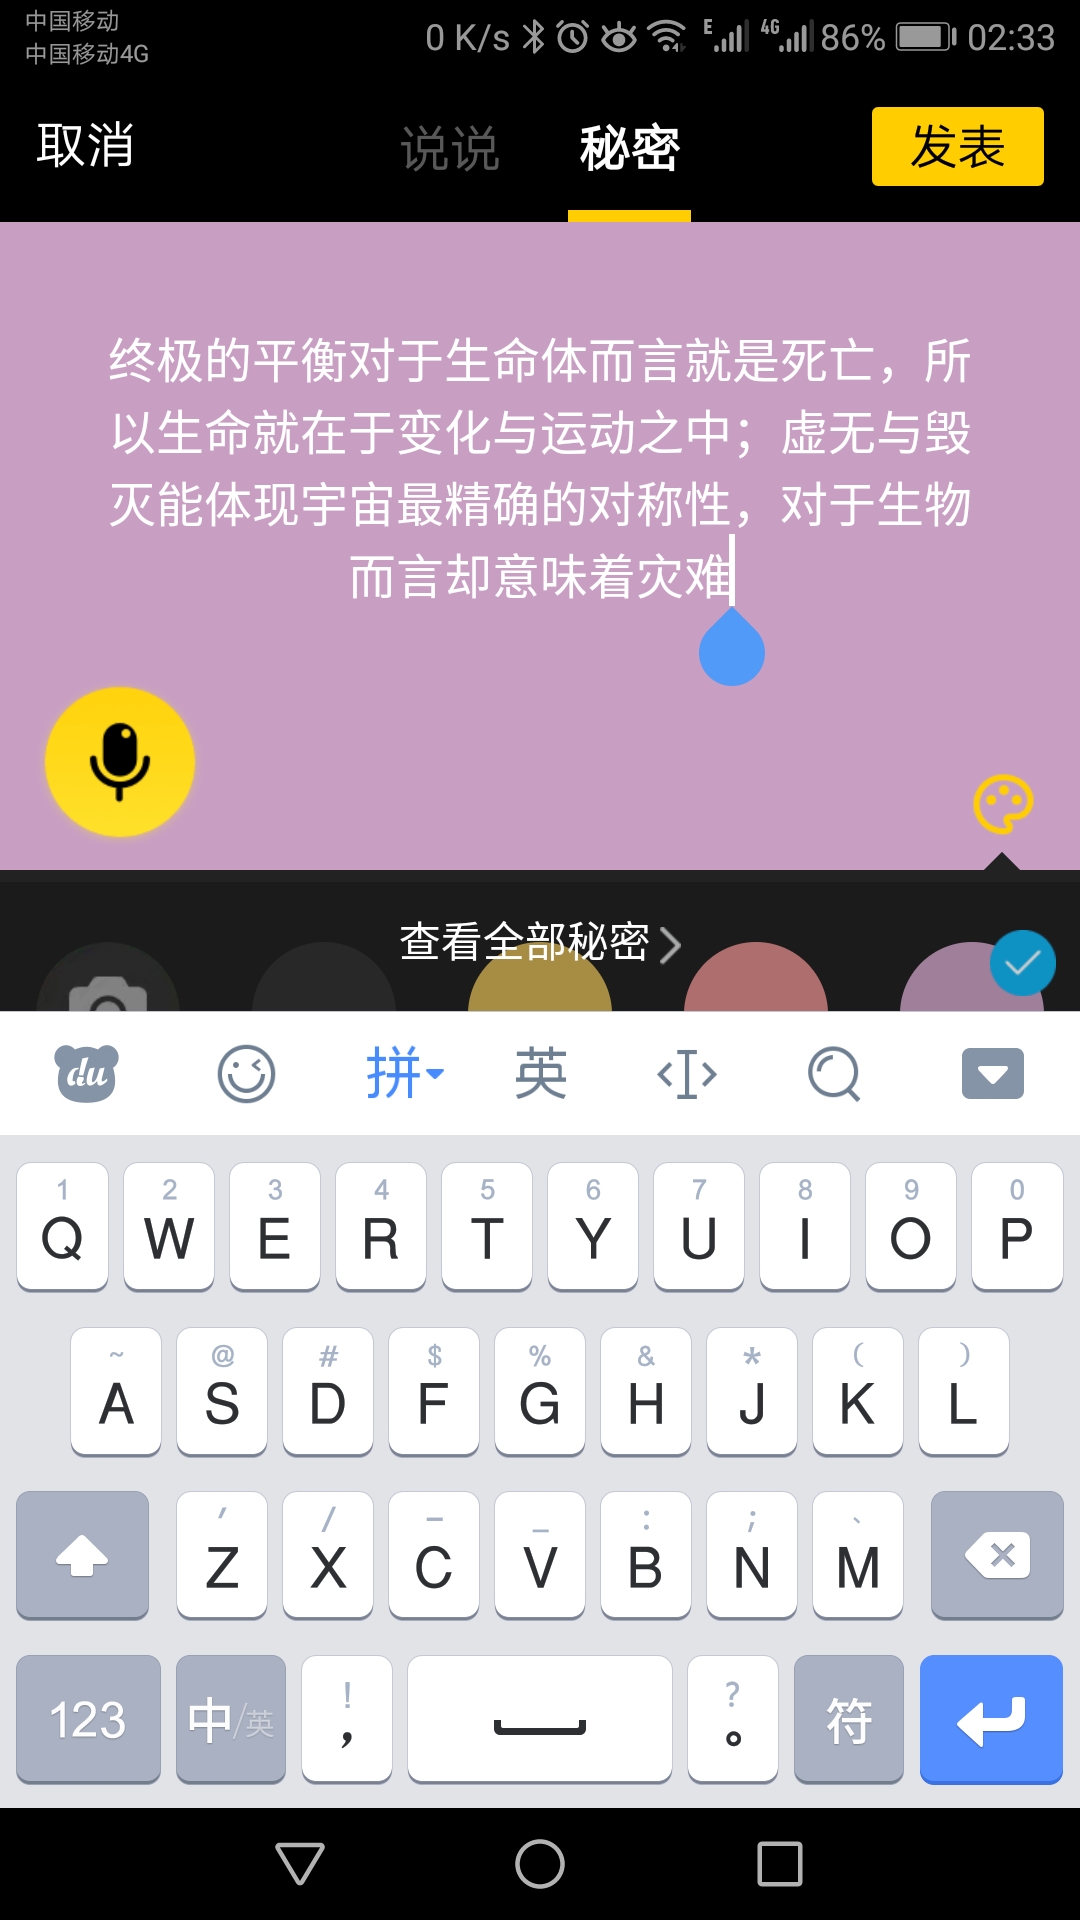 中国移动
中国移动4G
0 K/s
E
4G
86%
02:33
取消
说说
秘密
发表
终极的平衡对于生命体而言就是死亡，所
以生命就在于变化与运动之中；虚无与毁
灭能体现宇宙最精确的对称性，对于生物
而言却意味着灾难
查看全部秘密
du
拼
英
1 2 3 4 5 6 7 8 9 0
Q W E R T Y U I O P
~ @ # $ % & * ( )
A S D F G H J K L
' / - _ : ; 、
Z X C V B N M
! ?
123 中/英 ， 。 符